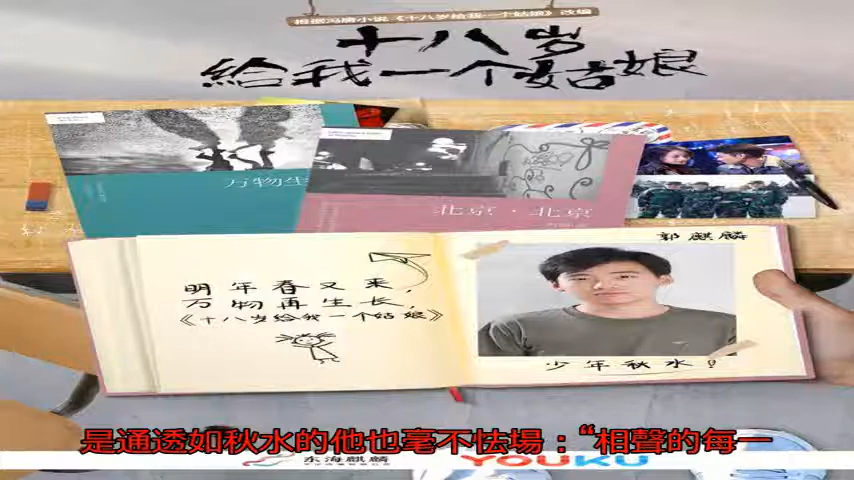 根据冯唐小说《十八岁给我一个姑娘》改编
十八岁
給我一个姑娘
万物生
北京·北京
郭麒麟
明年春又来,
万物再生长,
《十八岁给我一个姑娘》
少年秋水!
是通透如秋水的他也毫不怯場:“相聲的每一
东海麒麟
YOUKU